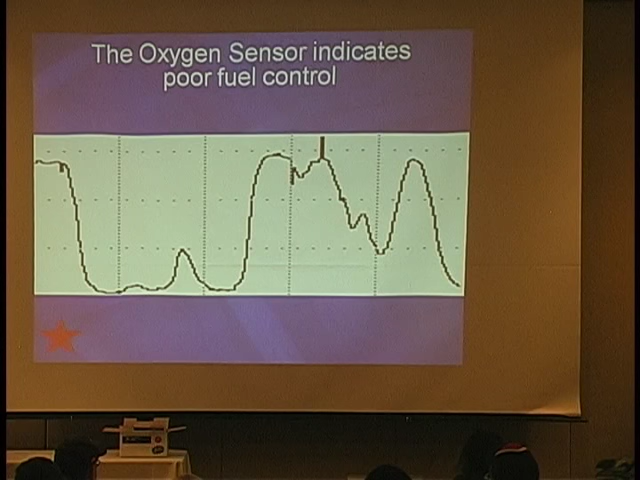 The Oxygen Sensor indicates
poor fuel control